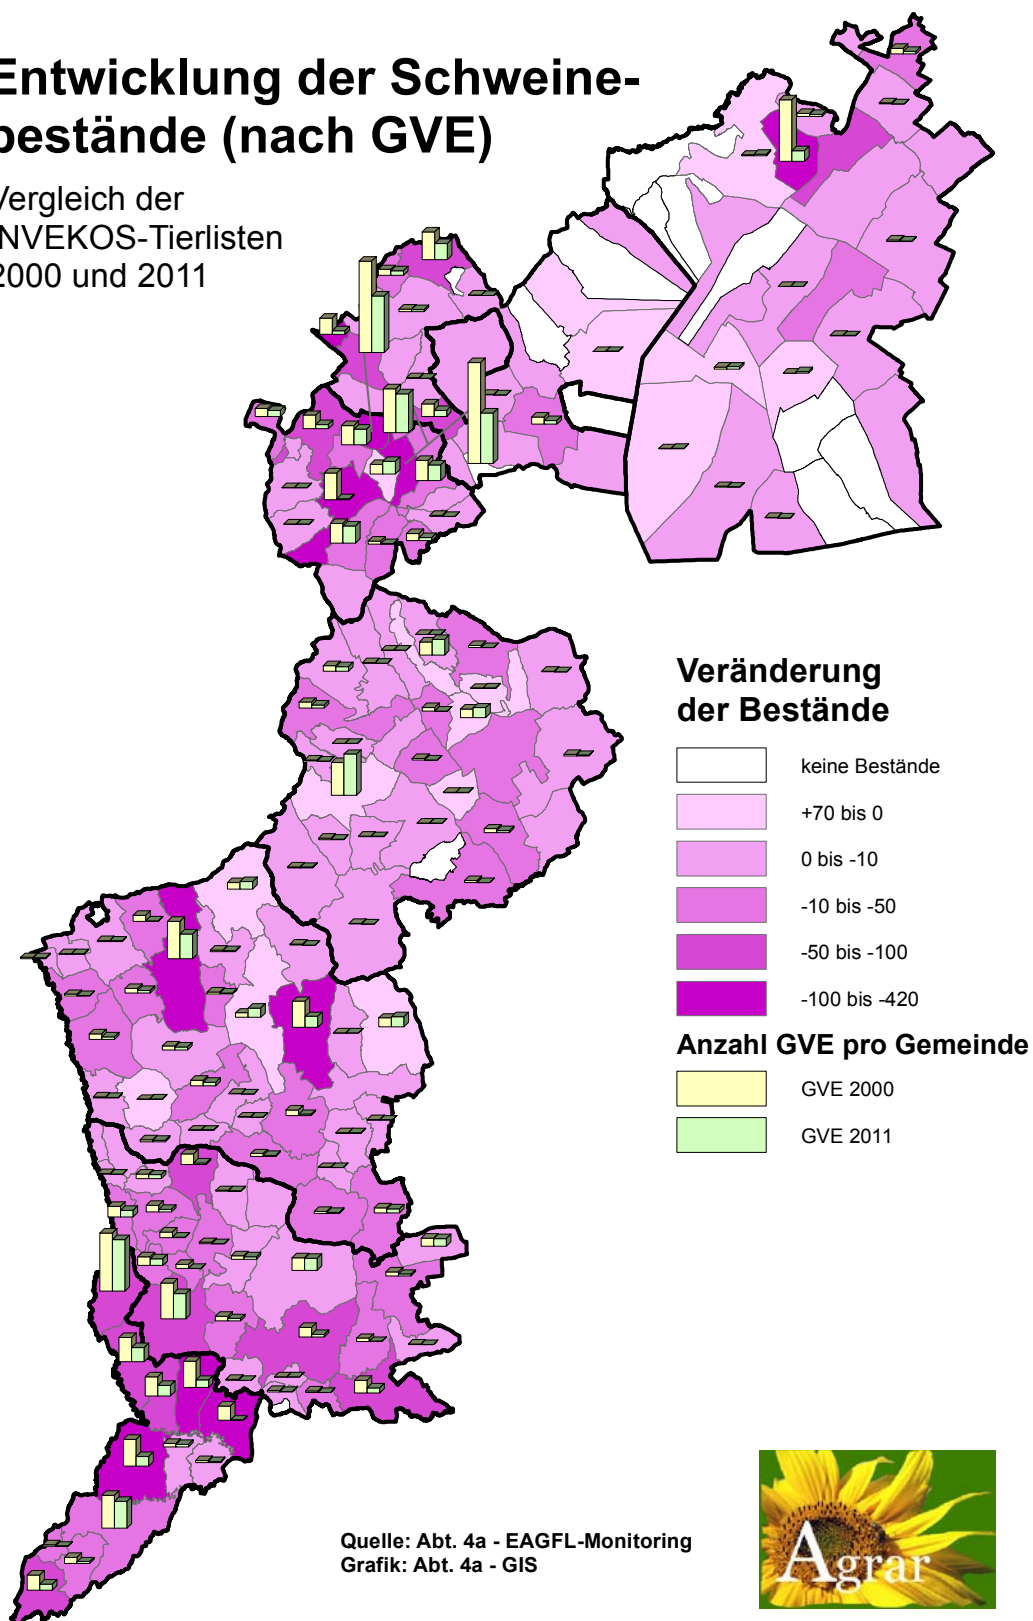 Entwicklung der Schweine-
bestände (nach GVE)
Vergleich der
INVEKOS-Tierlisten
2000 und 2011
Veränderung
der Bestände
keine Bestände
+70 bis 0
0 bis -10
-10 bis -50
-50 bis -100
-100 bis -420
Anzahl GVE pro Gemeinde
GVE 2000
GVE 2011
Quelle: Abt. 4a - EAGFL-Monitoring
Grafik: Abt. 4a - GIS
Agrar